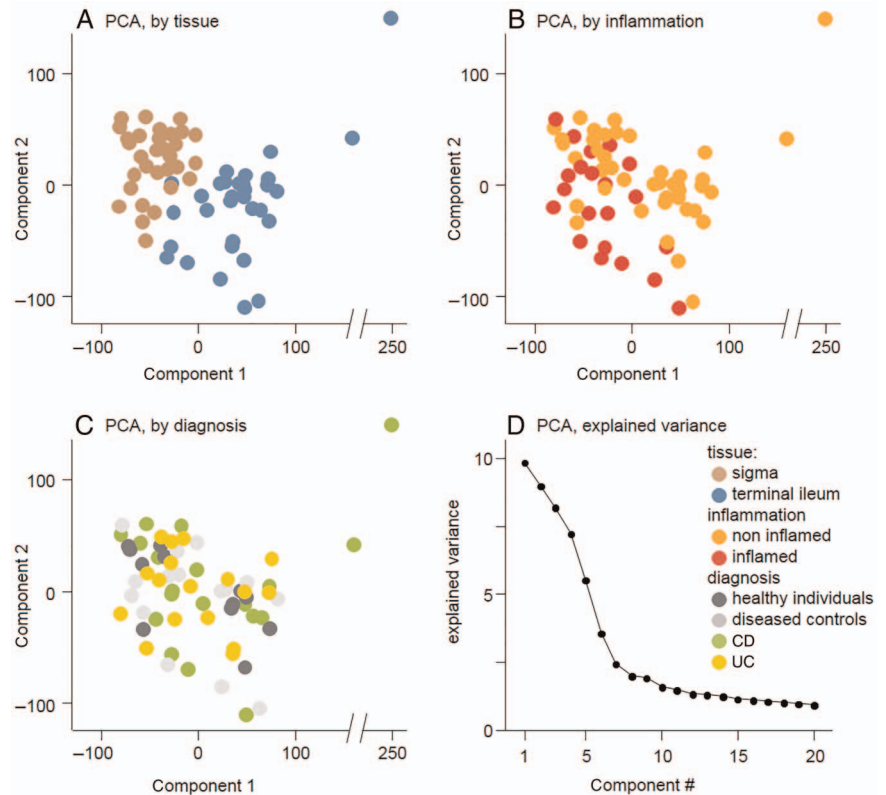 A PCA, by tissue
100
0
–100
Component 2
–100
0
100
250
Component 1
B PCA, by inflammation
100
0
–100
Component 2
–100
0
100
250
Component 1
C PCA, by diagnosis
100
0
–100
Component 2
–100
0
100
250
Component 1
D PCA, explained variance
10
5
0
explained variance
1
5
10
15
20
Component #
tissue:
sigma
terminal ileum
inflammation
non inflamed
inflamed
diagnosis
healthy individuals
diseased controls
CD
UC